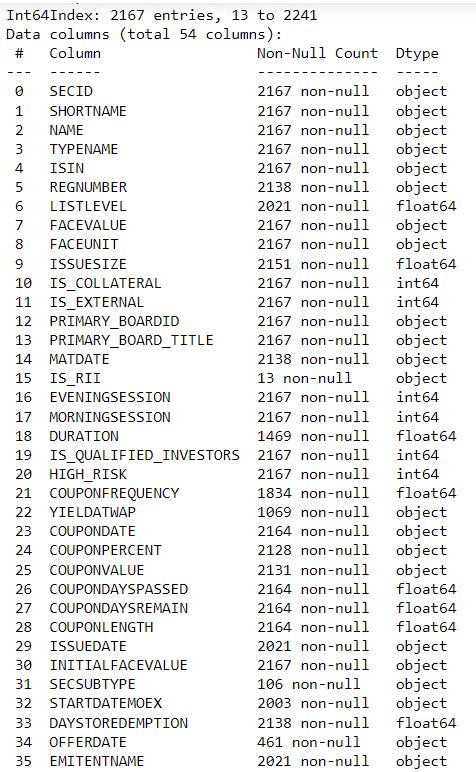 Int64Index: 2167 entries, 13 to 2241
Data columns (total 54 columns):
 #   Column                  Non-Null Count  Dtype
---  ------                  --------------  -----
 0   SECID                   2167 non-null   object
 1   SHORTNAME               2167 non-null   object
 2   NAME                    2167 non-null   object
 3   TYPENAME                2167 non-null   object
 4   ISIN                    2167 non-null   object
 5   REGNUMBER               2138 non-null   object
 6   LISTLEVEL               2021 non-null   float64
 7   FACEVALUE               2167 non-null   object
 8   FACEUNIT                2167 non-null   object
 9   ISSUESIZE               2151 non-null   float64
 10  IS_COLLATERAL           2167 non-null   int64
 11  IS_EXTERNAL             2167 non-null   int64
 12  PRIMARY_BOARDID         2167 non-null   object
 13  PRIMARY_BOARD_TITLE     2167 non-null   object
 14  MATDATE                 2138 non-null   object
 15  IS_RII                  13 non-null     object
 16  EVENINGSESSION          2167 non-null   int64
 17  MORNINGSESSION          2167 non-null   int64
 18  DURATION                1469 non-null   float64
 19  IS_QUALIFIED_INVESTORS  2167 non-null   int64
 20  HIGH_RISK               2167 non-null   int64
 21  COUPONFREQUENCY         1834 non-null   float64
 22  YIELDATWAP              1069 non-null   object
 23  COUPONDATE              2164 non-null   object
 24  COUPONPERCENT           2128 non-null   object
 25  COUPONVALUE             2131 non-null   object
 26  COUPONDAYSPASSED        2164 non-null   float64
 27  COUPONDAYSREMAIN        2164 non-null   float64
 28  COUPONLENGTH            2164 non-null   float64
 29  ISSUEDATE               2021 non-null   object
 30  INITIALFACEVALUE        2167 non-null   object
 31  SECSUBTYPE              106 non-null    object
 32  STARTDATEMOEX           2003 non-null   object
 33  DAYSTOREDEMPTION        2138 non-null   float64
 34  OFFERDATE               461 non-null    object
 35  EMITENTNAME             2021 non-null   object